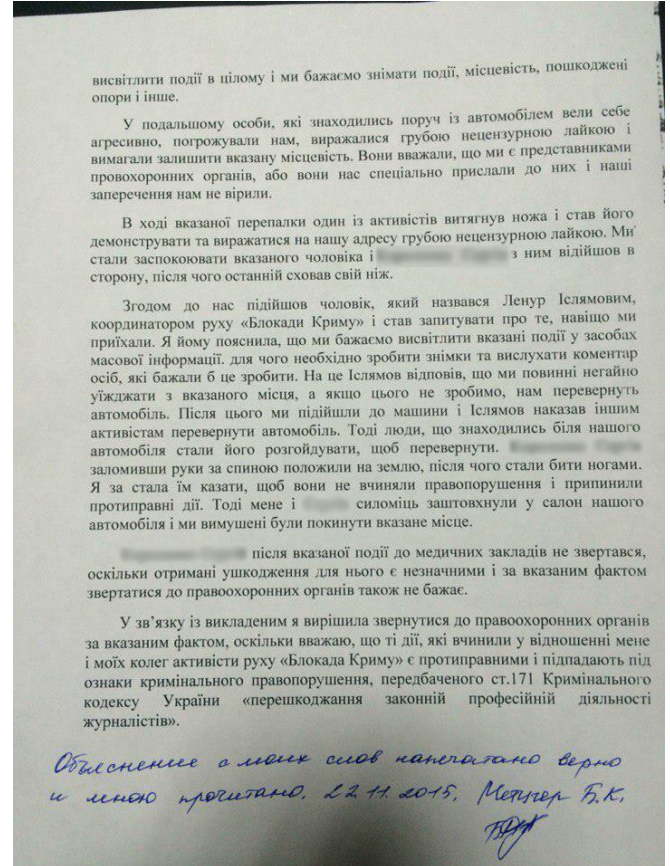 висвітлити події в цілому і ми бажаємо знімати події, місцевість, пошкоджені
опори і інше.
У подальшому особи, які знаходились поруч із автомобілем вели себе
агресивно, погрожували нам, виражалися грубою нецензурною лайкою і
вимагали залишити вказану місцевість. Вони вважали, що ми є представниками
провохоронних органів, або вони нас спеціально прислали до них і наші
заперечення нам не вірили.
В ході вказаної перепалки один із активістів витягнув ножа і став його
демонструвати та виражатися на нашу адресу грубою нецензурною лайкою. Ми
стали заспокоювати вказаного чоловіка і з ним відійшов в
сторону, після чого останній сховав свій ніж.
Згодом до нас підійшов чоловік, який назвався Ленур Іслямовим,
координатором руху «Блокади Криму» і став запитувати про те, навіщо ми
приїхали. Я йому пояснила, що ми бажаємо висвітлити вказані події у засобах
масової інформації. для чого необхідно зробити знімки та вислухати коментар
осіб, які бажали б це зробити. На це Іслямов відповів, що ми повинні негайно
уїжджати з вказаного місця, а якщо цього не зробимо, нам перевернуть
автомобіль. Після цього ми підійшли до машини і Іслямов наказав іншим
активістам перевернути автомобіль. Тоді люди, що знаходились біля нашого
автомобіля стали його розгойдувати, щоб перевернути.
заломивши руки за спиною положили на землю, після чого стали бити ногами.
Я за стала їм казати, щоб вони не вчиняли правопорушення і припинили
протиправні дії. Тоді мене і силоміць заштовхнули у салон нашого
автомобіля і ми вимушені були покинути вказане місце.
після вказаної події до медичних закладів не звертався,
оскільки отримані ушкодження для нього є незначними і за вказаним фактом
звертатися до правоохоронних органів також не бажає.
У зв’язку із викладеним я вирішила звернутися до правоохоронних органів
за вказаним фактом, оскільки вважаю, що ті дії, які вчинили у відношенні мене
і моїх колег активісти руху «Блокада Криму» є протиправними і підпадають під
ознаки кримінального правопорушення, передбаченого ст.171 Кримінального
кодексу України «перешкоджання законній професійній діяльності
журналістів».
Объяснение с моих слов напечатано верно
и мною прочитано. 22.11.2015. Метцгер Б.К.